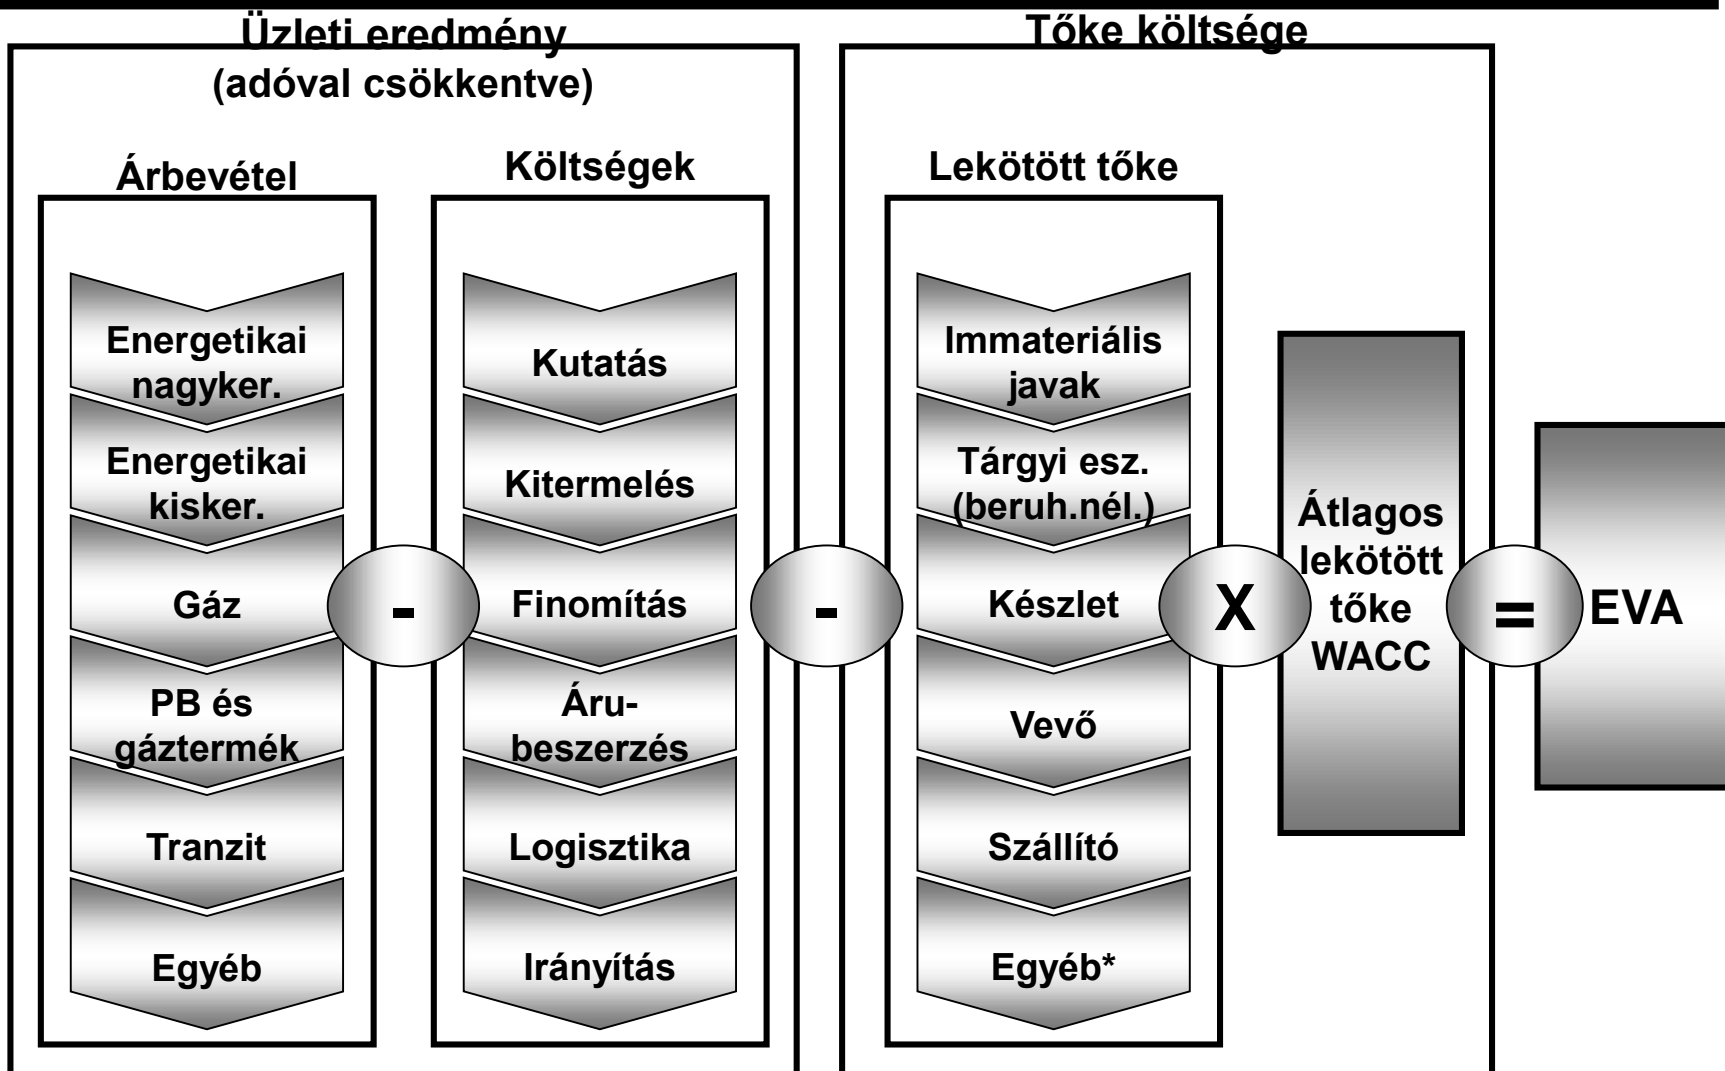 Üzleti eredmény
(adóval csökkentve)
Árbevétel
Energetikai
nagyker.
Energetikai
kisker.
Gáz
PB és
gáztermék
Tranzit
Egyéb
-
Költségek
Kutatás
Kitermelés
Finomítás
Áru-
beszerzés
Logisztika
Irányítás
-
Tőke költsége
Lekötött tőke
Immateriális
javak
Tárgyi esz.
(beruh.nél.)
Készlet
Vevő
Szállító
Egyéb*
X
Átlagos
lekötött
tőke
WACC
=
EVA